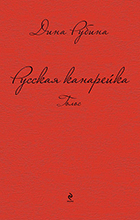 Дина Рубина
Русская канарейка
Голос